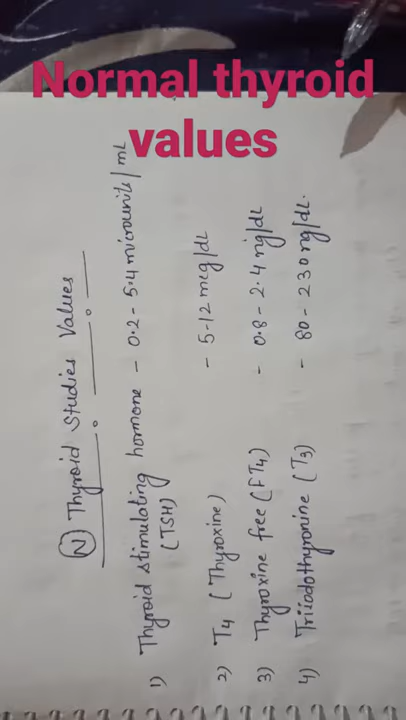 Normal thyroid
values
(N) Thyroid Studies Values
1) Thyroid stimulating hormone - 0.2 - 5.4 microunits/mL
(TSH)
2) T4 (Thyroxine) - 5-12 mcg/dL
3) Thyroxine free (FT4) - 0.8 - 2.4 ng/dL
4) Triiodothyronine (T3) - 80 - 230 ng/dL.